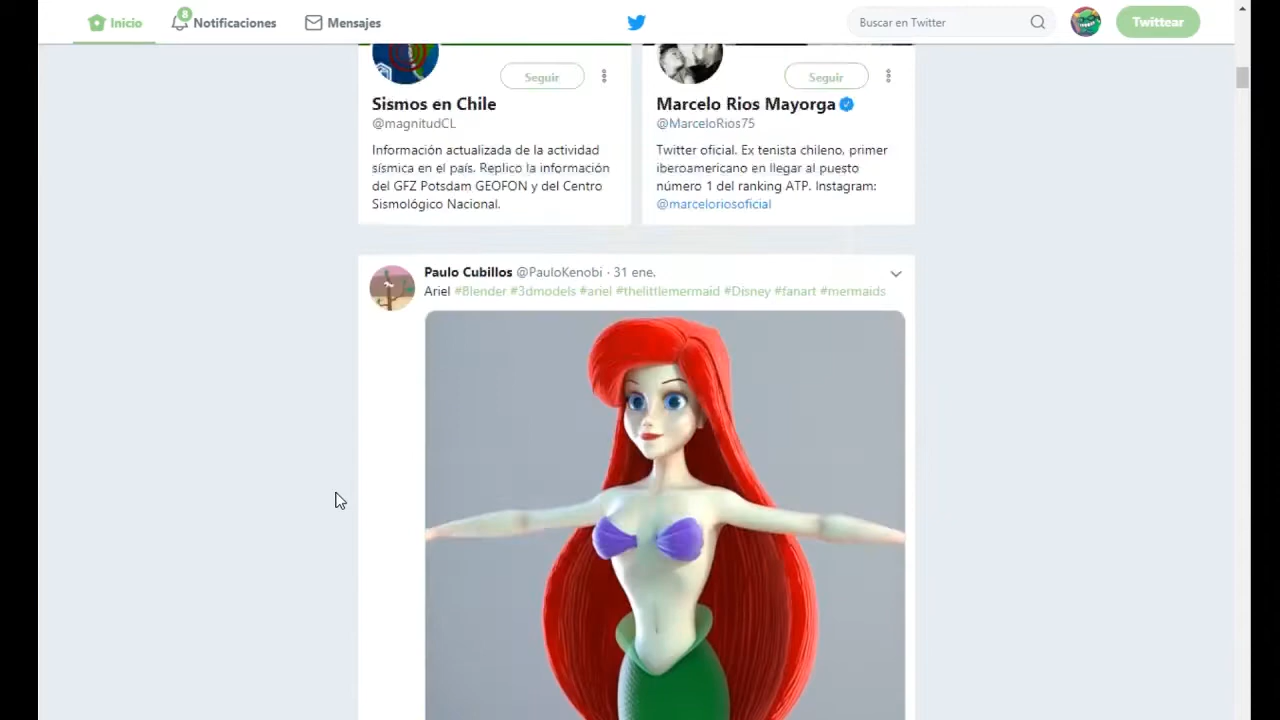 Inicio
8
Notificaciones
Mensajes
Buscar en Twitter
Twittear
Seguir
Sismos en Chile
@magnitudCL
Información actualizada de la actividad
sísmica en el país. Replico la información
del GFZ Potsdam GEOFON y del Centro
Sismológico Nacional.
Seguir
Marcelo Rios Mayorga
@MarceloRios75
Twitter oficial. Ex tenista chileno, primer
iberoamericano en llegar al puesto
número 1 del ranking ATP. Instagram:
@marceloriosoficial
Paulo Cubillos @PauloKenobi · 31 ene.
Ariel #Blender #3dmodels #ariel #thelittlemermaid #Disney #fanart #mermaids